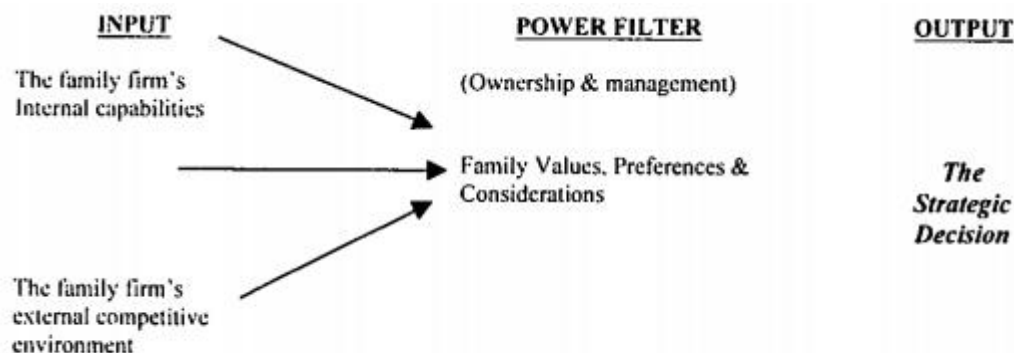 INPUT
The family firm's
Internal capabilities
The family firm's
external competitive
environment
POWER FILTER
(Ownership & management)
Family Values, Preferences &
Considerations
OUTPUT
The
Strategic
Decision